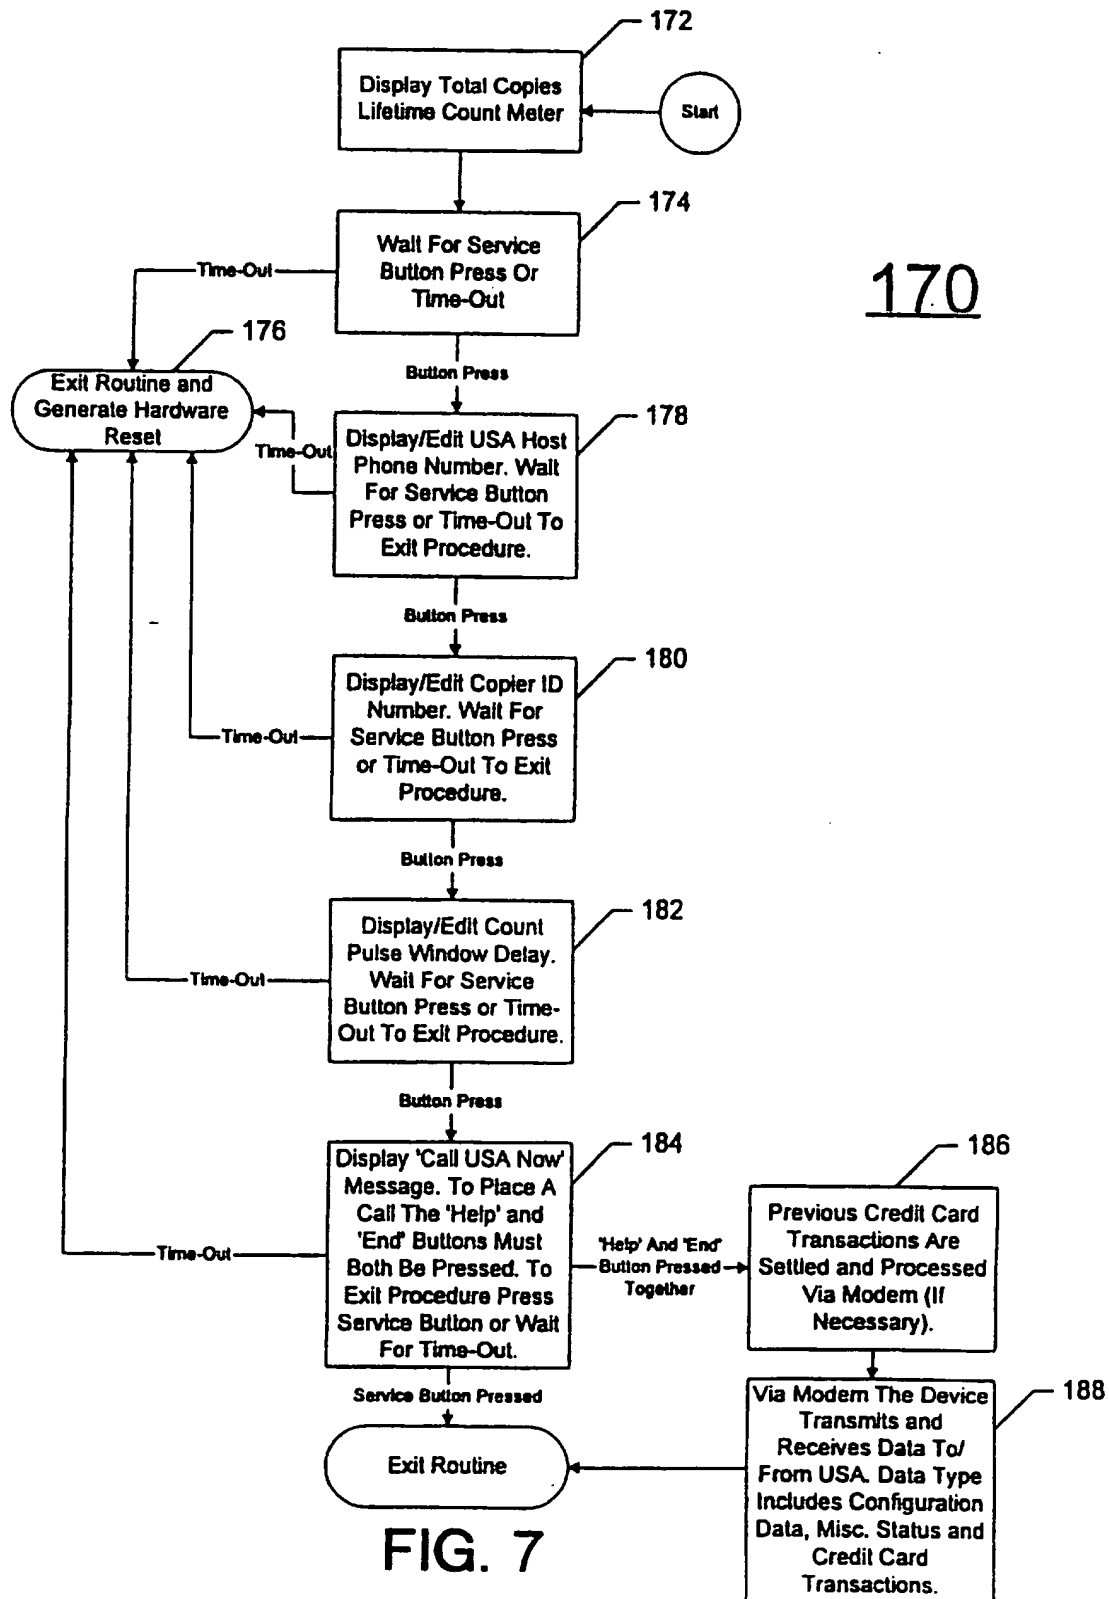 172
Display Total Copies
Lifetime Count Meter
Start
174
Wait For Service
Button Press Or
Time-Out
Time-Out
170
176
Exit Routine and
Generate Hardware
Reset
Button Press
178
Time-Out
Display/Edit USA Host
Phone Number. Wait
For Service Button
Press or Time-Out To
Exit Procedure.
Button Press
180
Display/Edit Copier ID
Number. Wait For
Service Button Press
or Time-Out To Exit
Procedure.
Time-Out
Button Press
182
Display/Edit Count
Pulse Window Delay.
Wait For Service
Button Press or Time-
Out To Exit Procedure.
Time-Out
Button Press
184
Display 'Call USA Now'
Message. To Place A
Call The 'Help' and
'End' Buttons Must
Both Be Pressed. To
Exit Procedure Press
Service Button or Wait
For Time-Out.
Time-Out
'Help' And 'End'
Button Pressed
Together
186
Previous Credit Card
Transactions Are
Settled and Processed
Via Modem (If
Necessary).
Service Button Pressed
188
Via Modem The Device
Transmits and
Receives Data To/
From USA. Data Type
Includes Configuration
Data, Misc. Status and
Credit Card
Transactions.
Exit Routine
FIG. 7